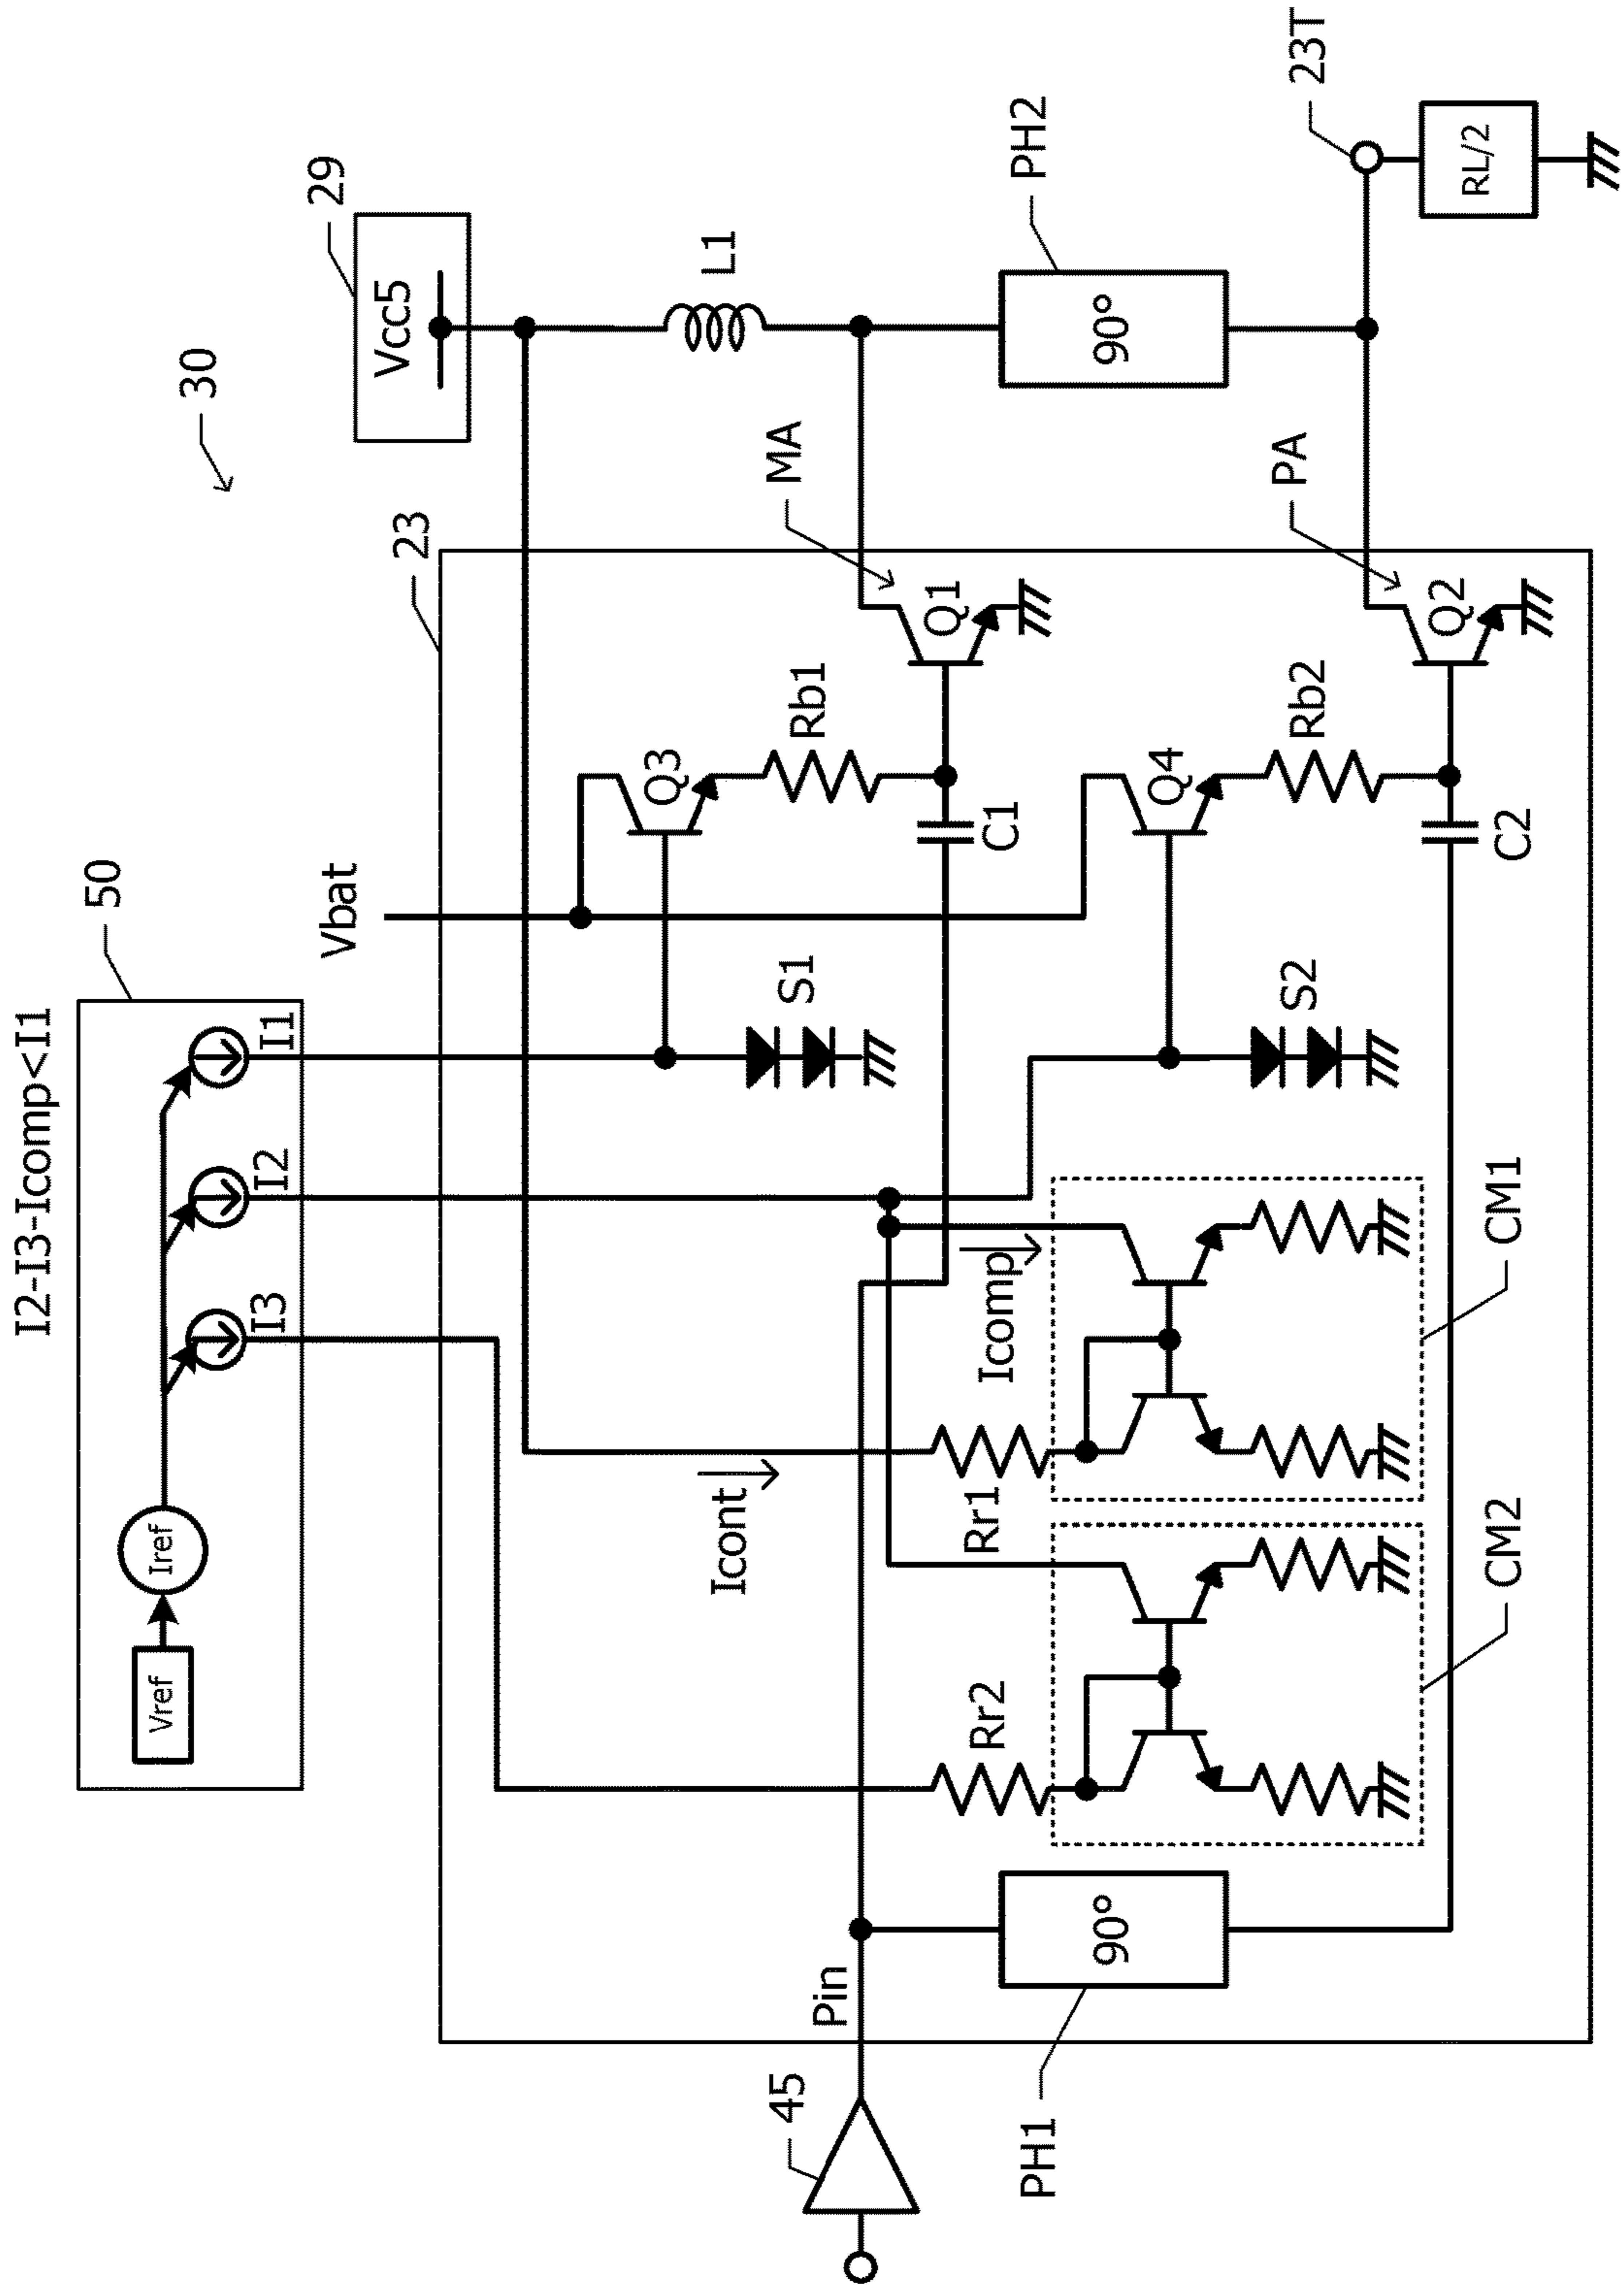 30
I2-I3-Icomp<I1
50
Vref
Iref
I3
I2
I1
29
Vcc5
23
Vbat
L1
MA
Q3
Rb1
Q1
S1
C1
PH2
90°
Icont
Icomp
Rr2
Rr1
Pin
45
PH1
90°
CM2
CM1
S2
Q4
Rb2
C2
Q2
PA
23T
RL/2